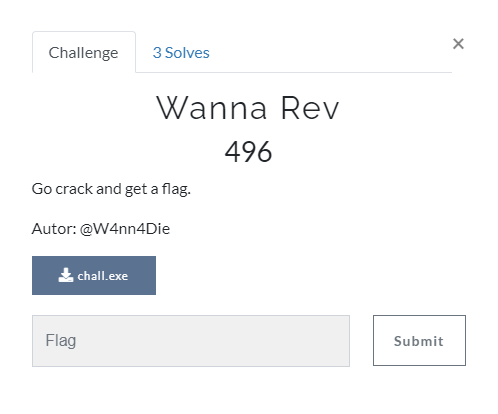 Challenge
3 Solves
×
Wanna Rev
496
Go crack and get a flag.
Autor: @W4nn4Die
chall.exe
Flag
Submit